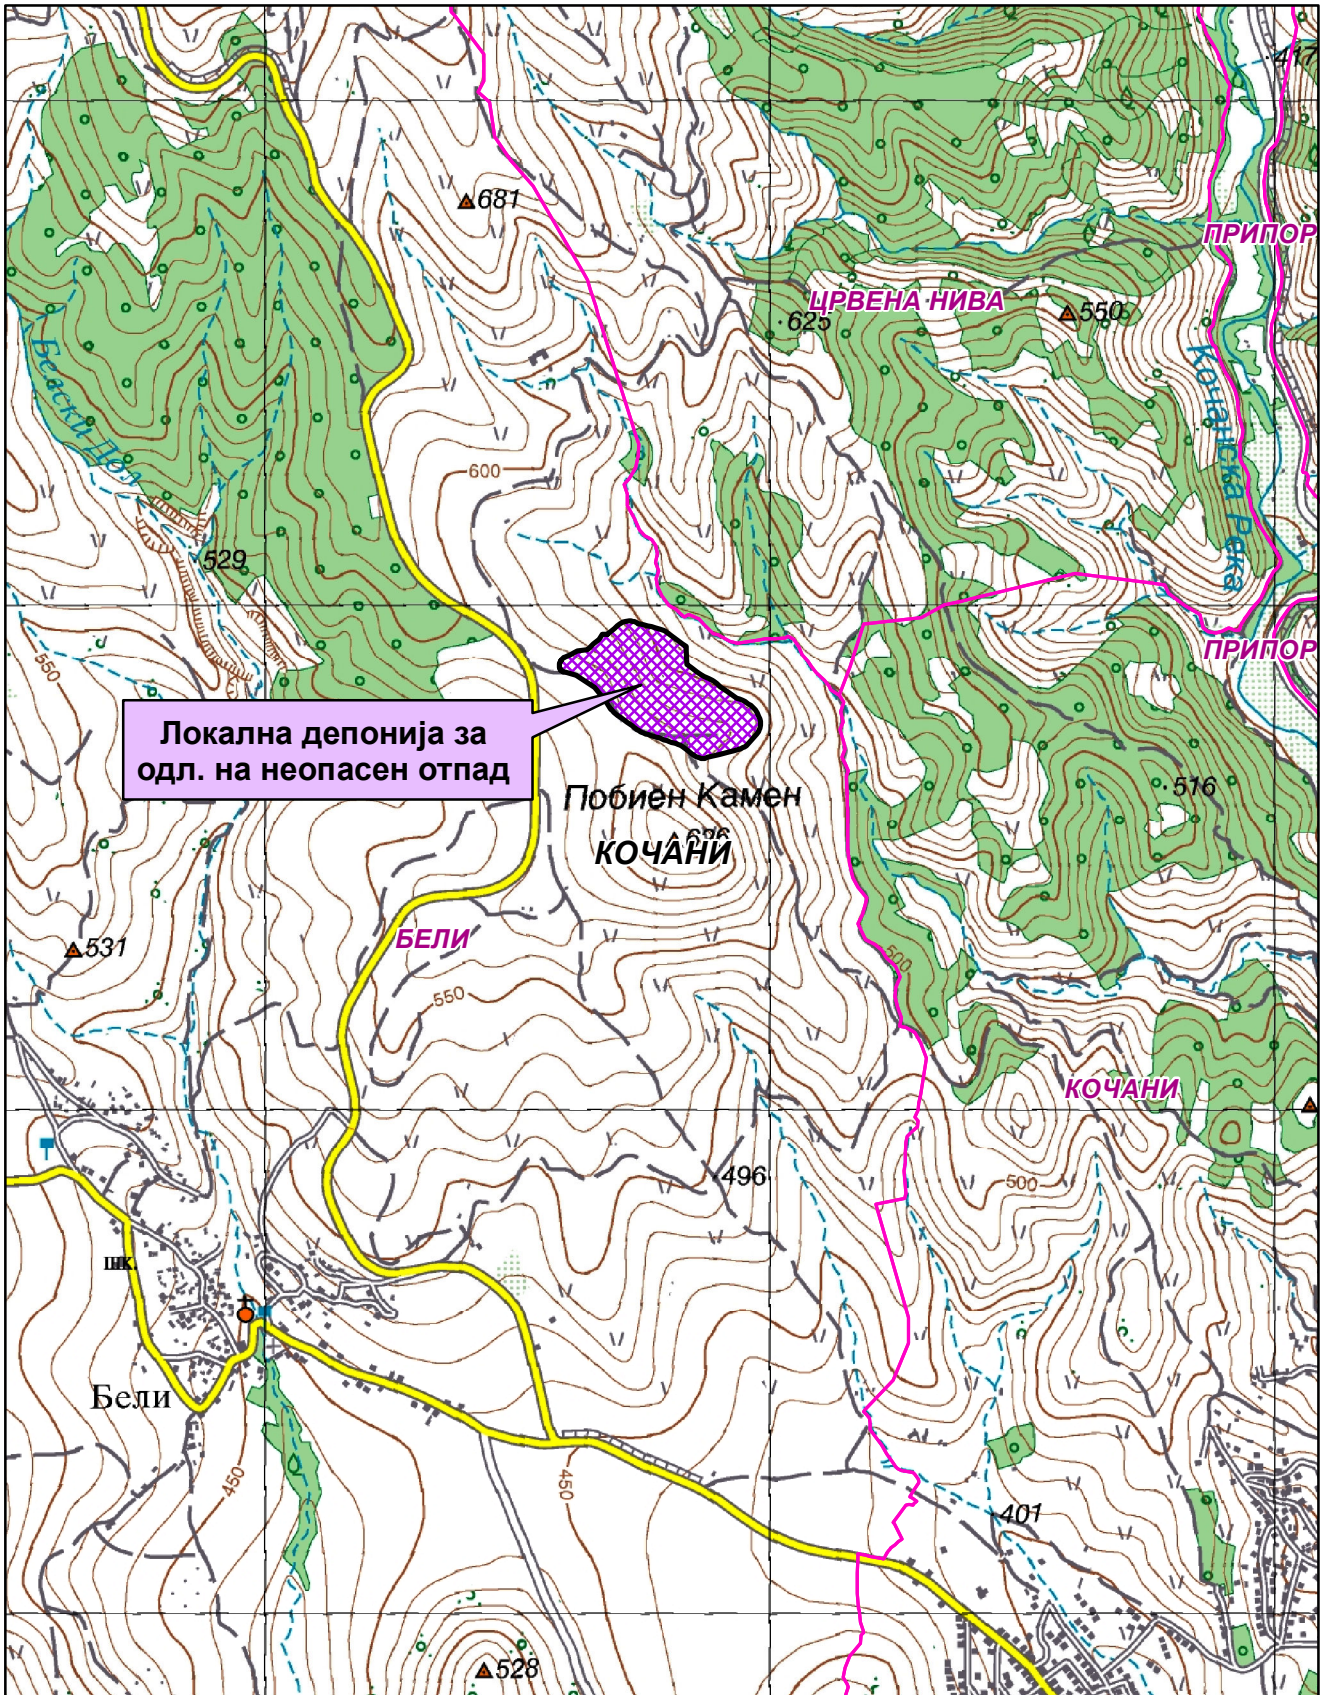 417
681
ПРИПОР
ЦРВЕНА НИВА
625
550
Белски Дол
Кочанска Река
600
529
550
ПРИПОР
Локална депонија за
одл. на неопасен отпад
Побиен Камен
516
626
КОЧАНИ
БЕЛИ
531
500
550
КОЧАНИ
496
500
шк.
Бели
450
450
401
528